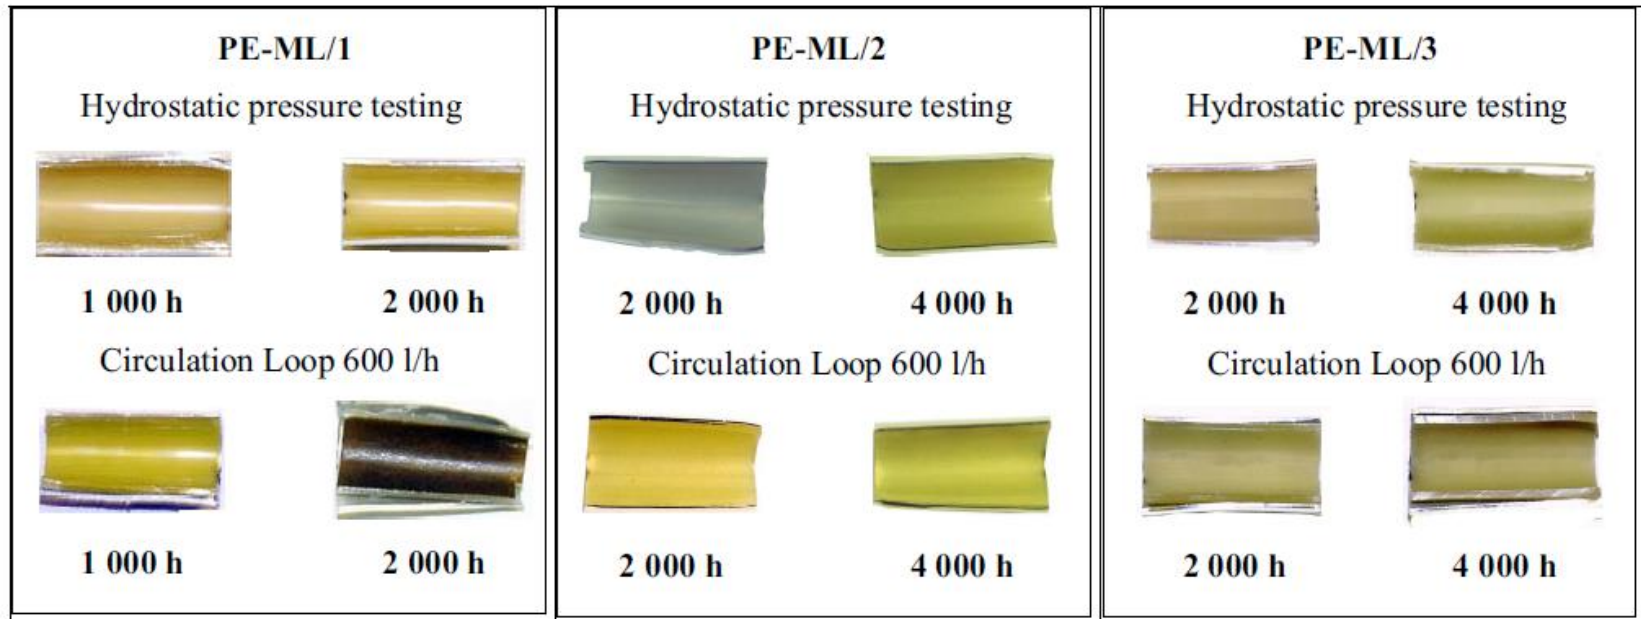 PE-ML/1
Hydrostatic pressure testing
1 000 h 2 000 h
Circulation Loop 600 l/h
1 000 h 2 000 h
PE-ML/2
Hydrostatic pressure testing
2 000 h 4 000 h
Circulation Loop 600 l/h
2 000 h 4 000 h
PE-ML/3
Hydrostatic pressure testing
2 000 h 4 000 h
Circulation Loop 600 l/h
2 000 h 4 000 h